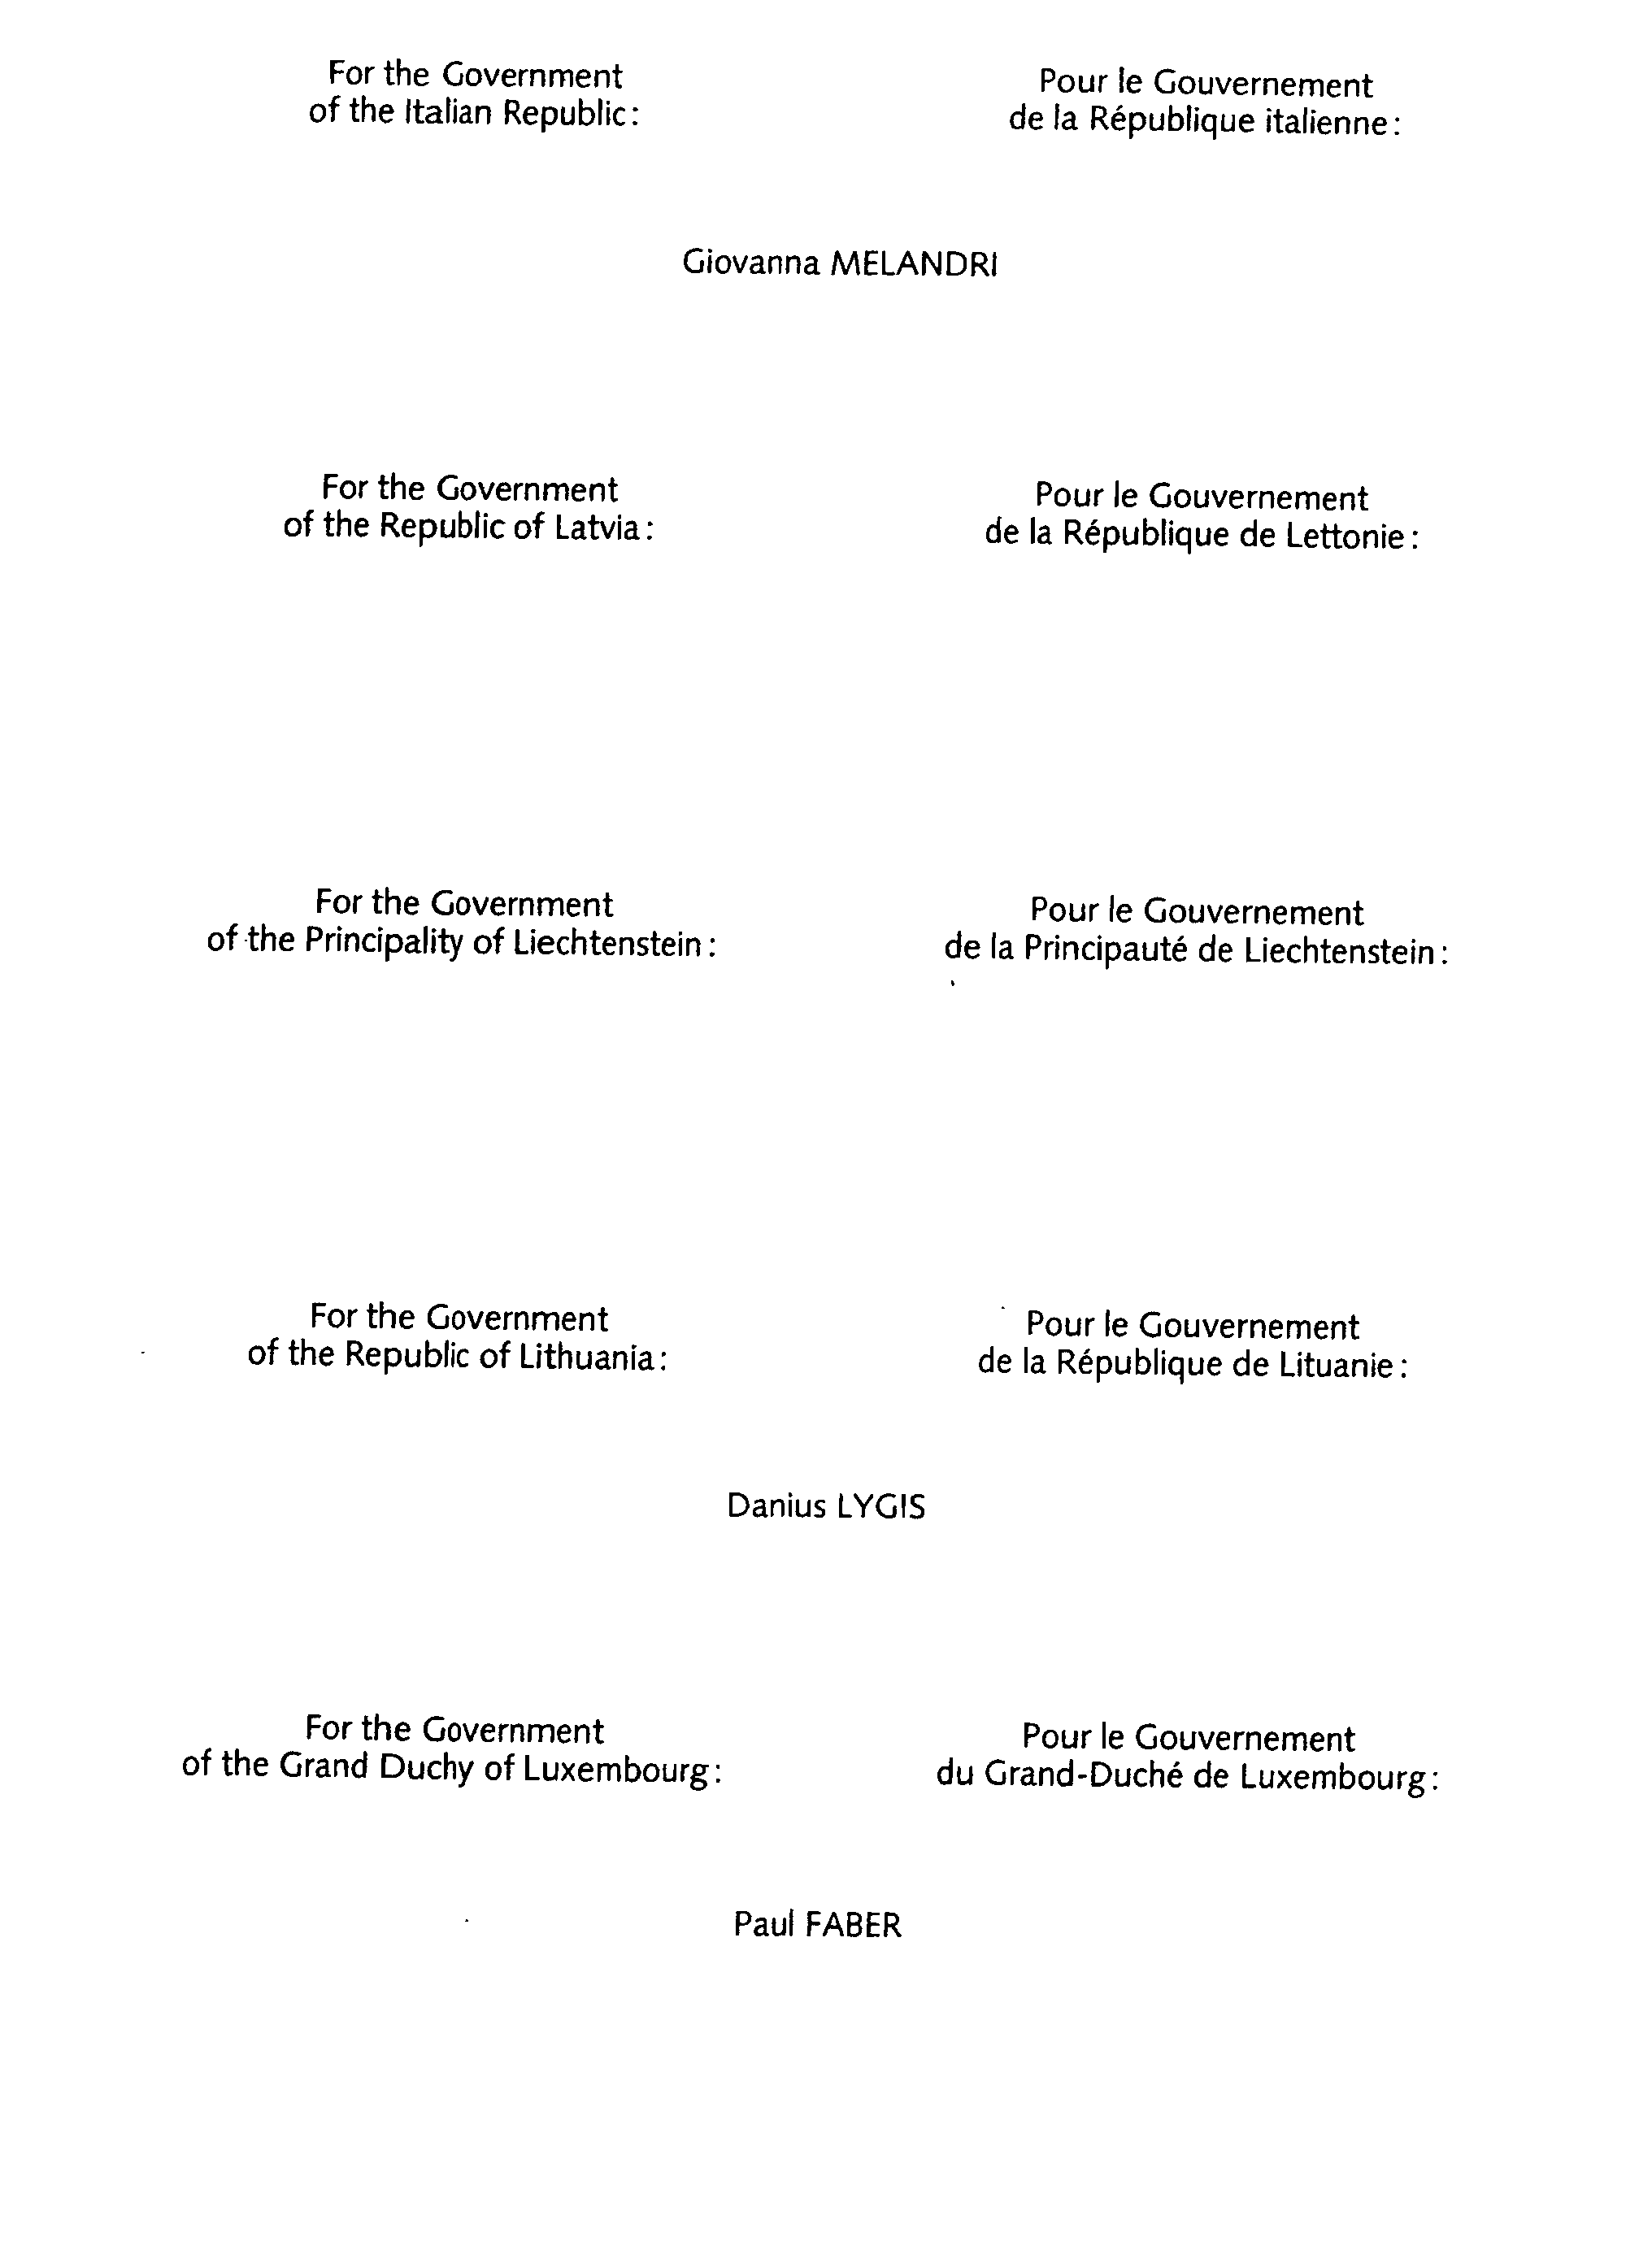 For the Government
of the Italian Republic:
Pour le Gouvernement
de la République italienne:
Giovanna MELANDRI
For the Government
of the Republic of Latvia:
Pour le Gouvernement
de la République de Lettonie:
For the Government
of the Principality of Liechtenstein:
Pour le Gouvernement
de la Principauté de Liechtenstein:
For the Government
of the Republic of Lithuania:
Pour le Gouvernement
de la République de Lituanie:
Danius LYGIS
For the Government
of the Grand Duchy of Luxembourg:
Pour le Gouvernement
du Grand-Duché de Luxembourg:
Paul FABER